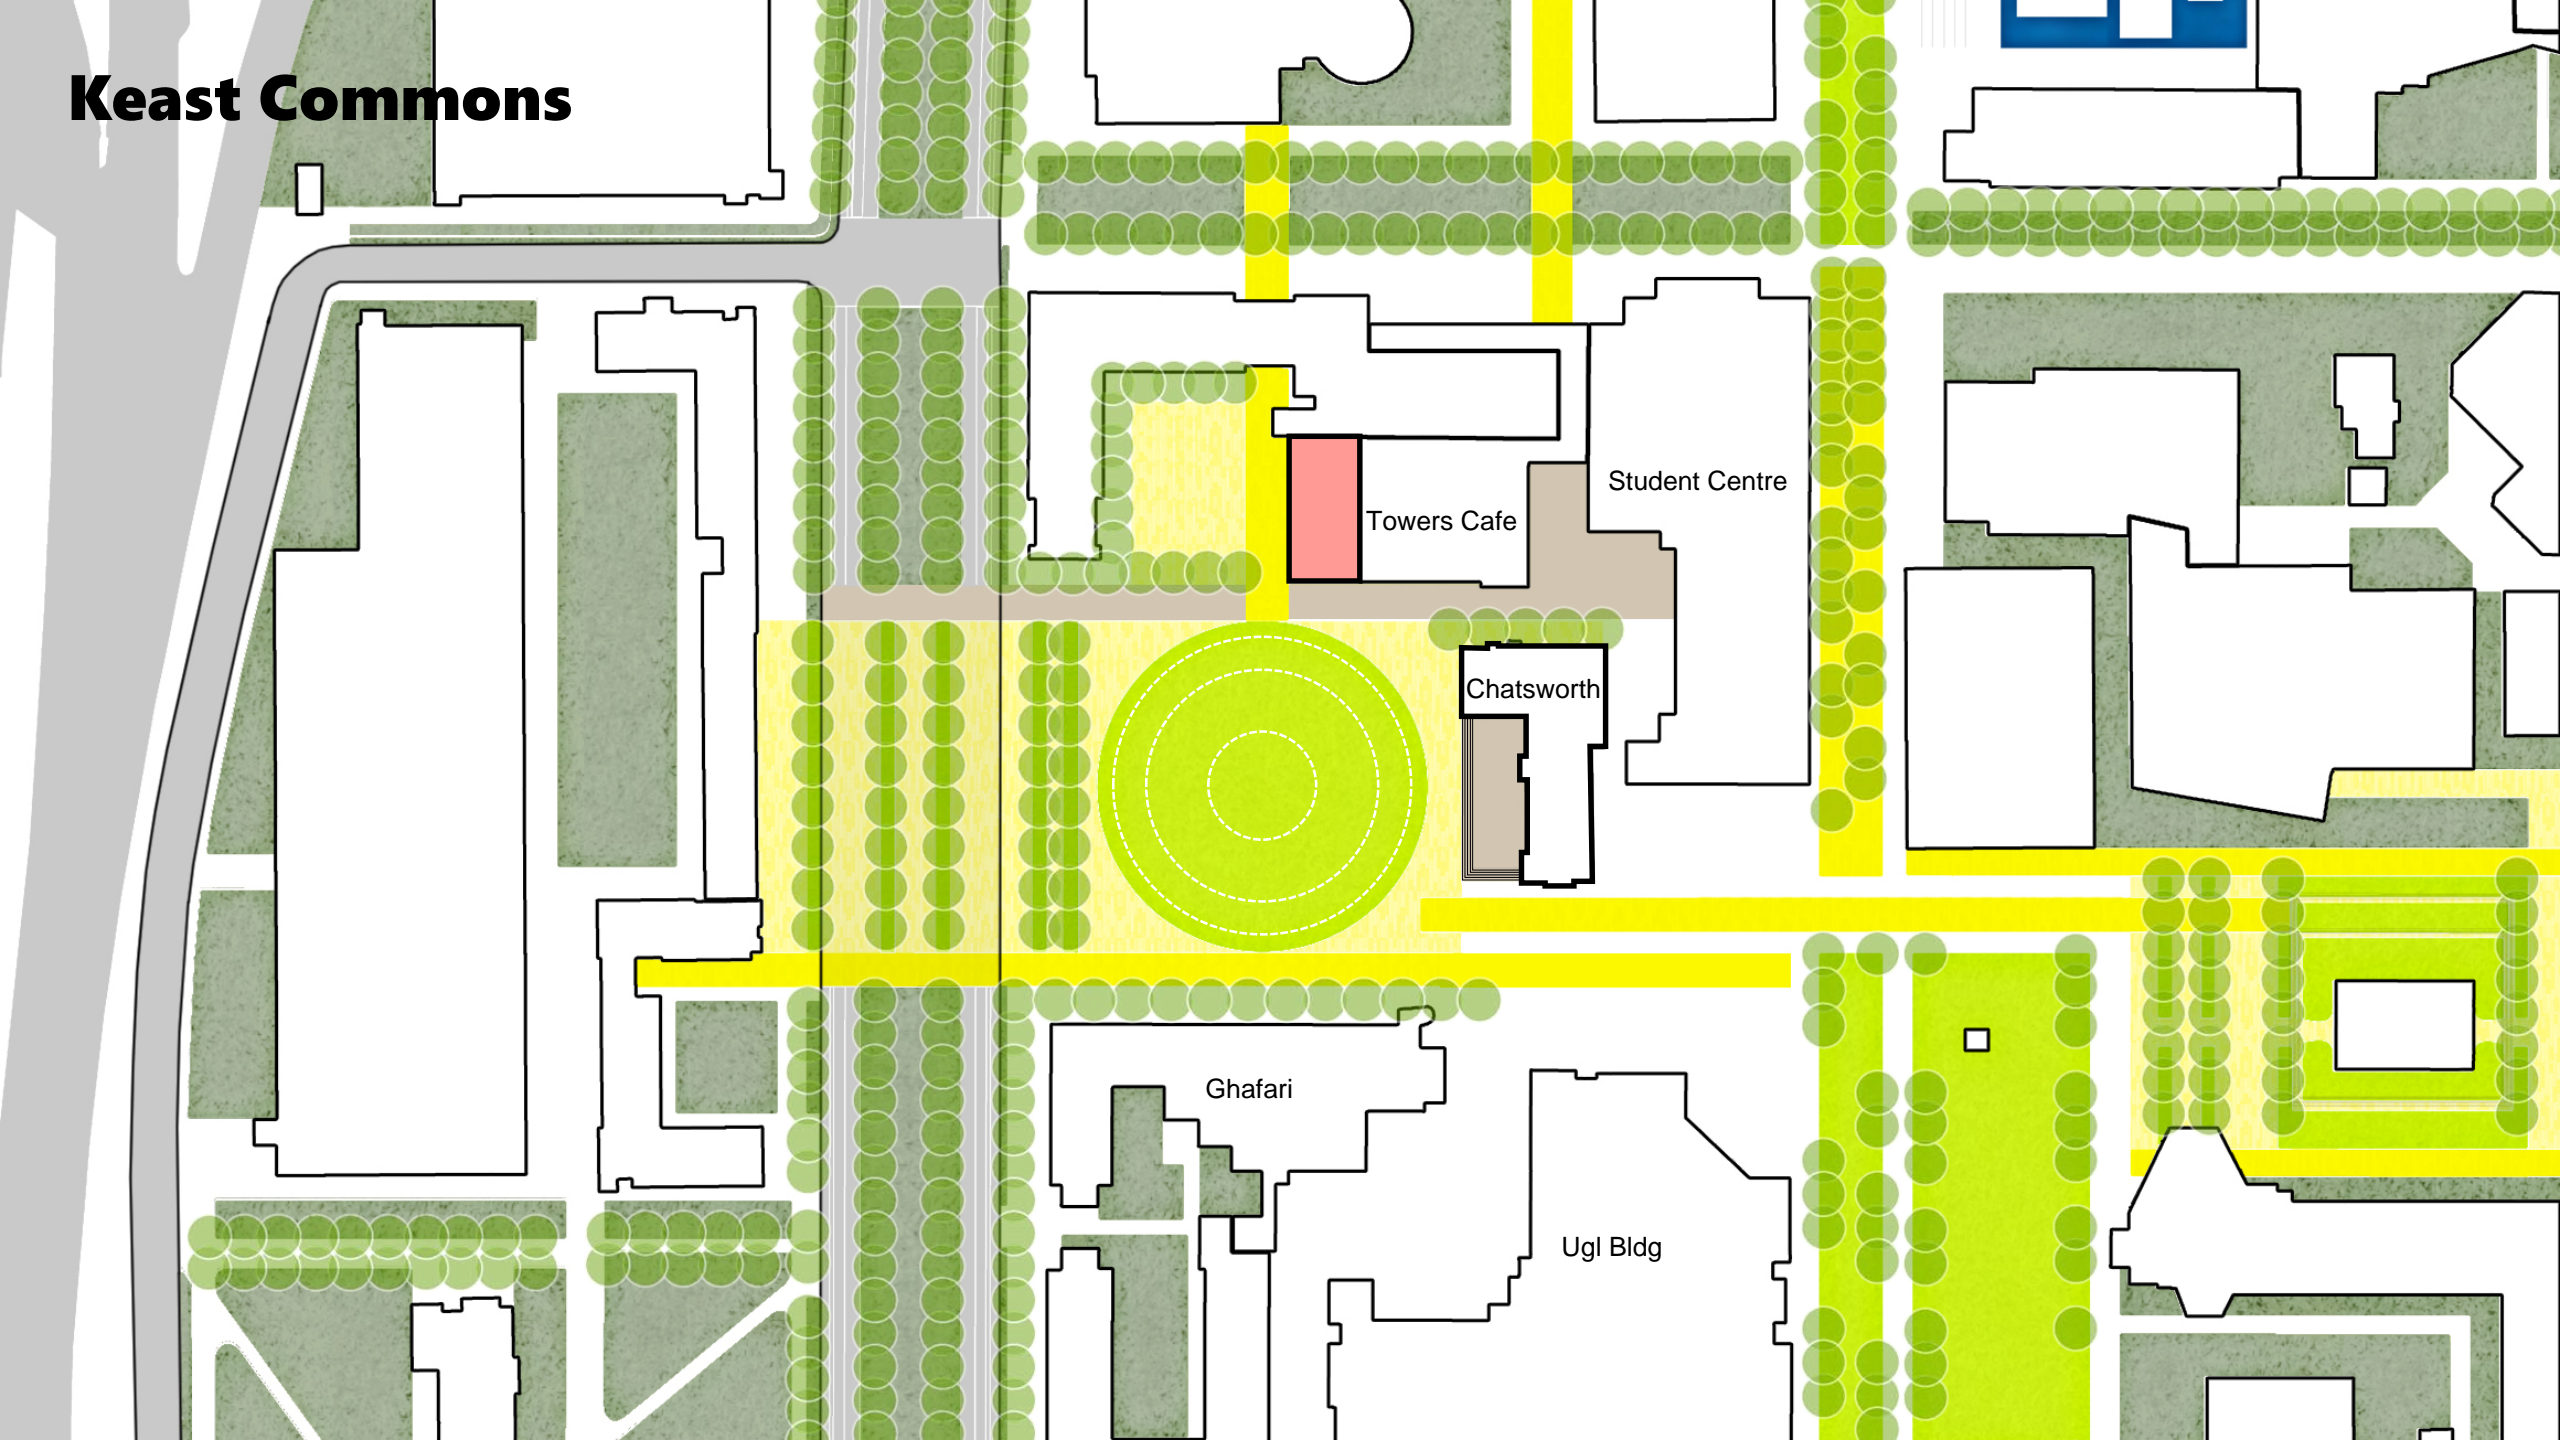 Keast Commons
Student Centre
Towers Cafe
Chatsworth
Ghafari
Ugl Bldg